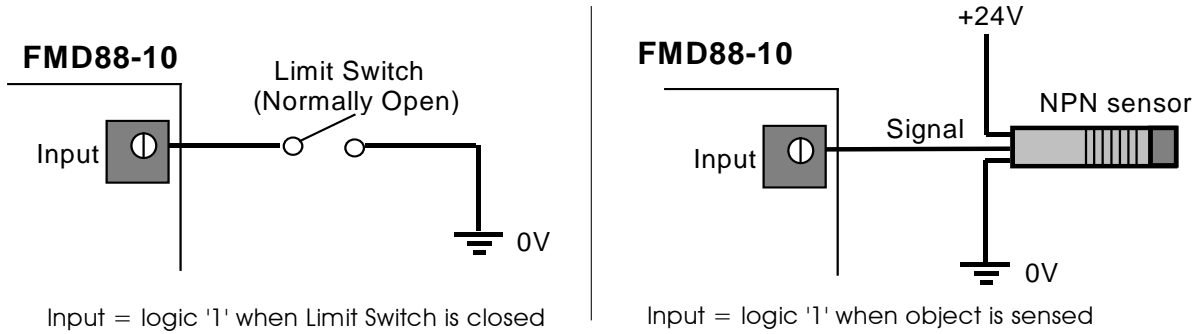 FMD88-10
Limit Switch
(Normally Open)
Input
0V
Input = logic '1' when Limit Switch is closed
+24V
FMD88-10
NPN sensor
Signal
Input
0V
Input = logic '1' when object is sensed